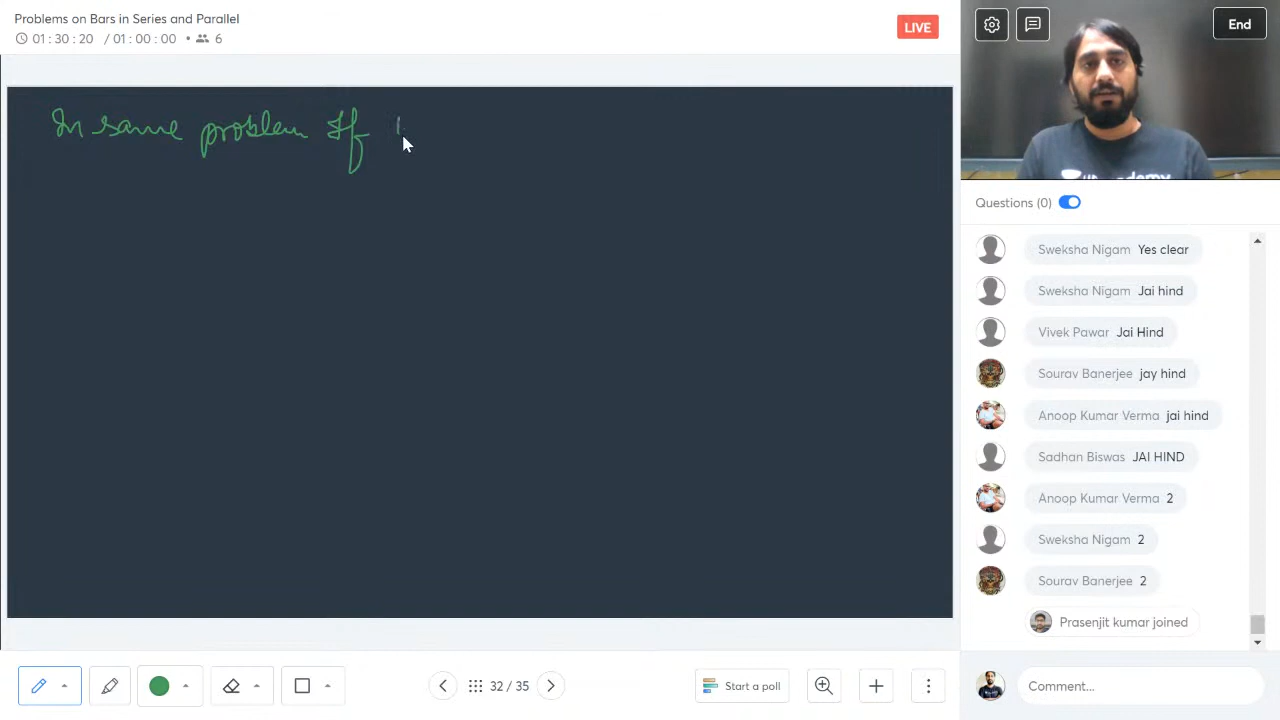 Problems on Bars in Series and Parallel
01 : 30 : 20 / 01 : 00 : 00 • 6
LIVE
End
In same problem If
Questions (0)
Sweksha Nigam Yes clear
Sweksha Nigam Jai hind
Vivek Pawar Jai Hind
Sourav Banerjee jay hind
Anoop Kumar Verma jai hind
Sadhan Biswas JAI HIND
Anoop Kumar Verma 2
Sweksha Nigam 2
Sourav Banerjee 2
Prasenjit kumar joined
32 / 35
Start a poll
Comment...